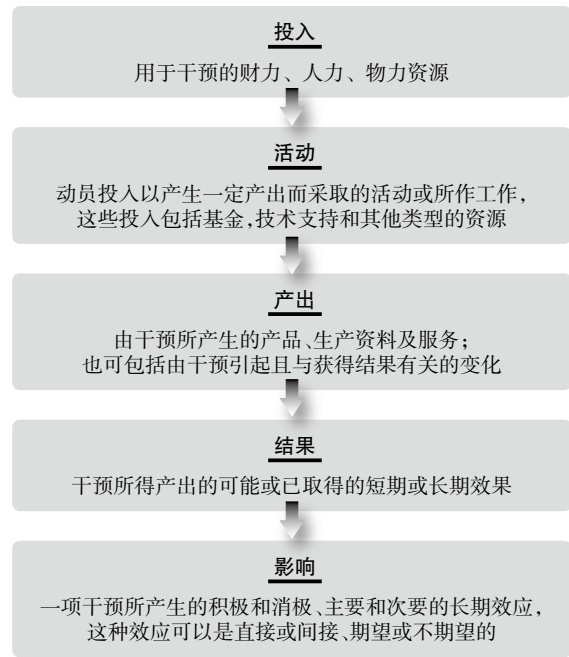 投入
用于干预的财力、人力、物力资源
活动
动员投入以产生一定产出而采取的活动或所作工作，
这些投入包括基金，技术支持和其他类型的资源
产出
由干预所产生的产品、生产资料及服务；
也可包括由干预引起且与获得结果有关的变化
结果
干预所得产出的可能或已取得的短期或长期效果
影响
一项干预所产生的积极和消极、主要和次要的长期效应，
这种效应可以是直接或间接、期望或不期望的